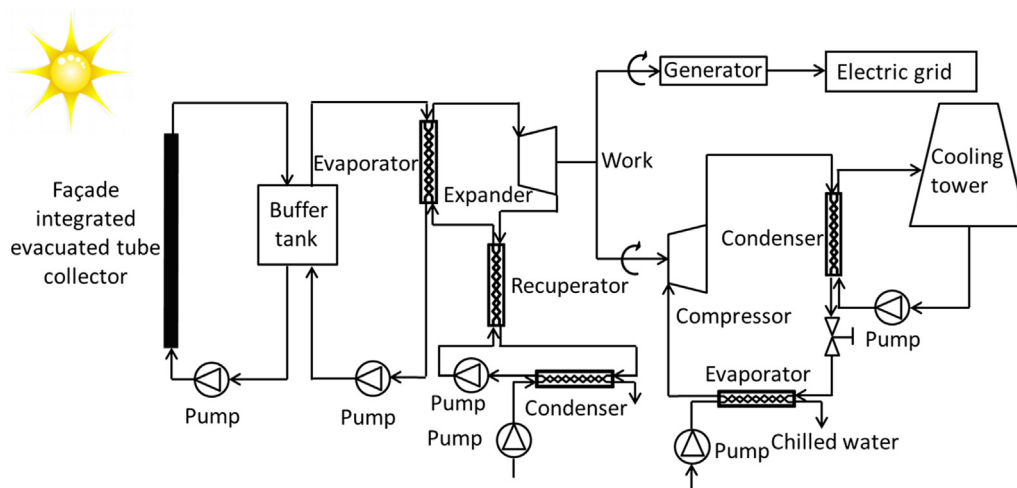 Generator
Electric grid
Evaporator
Expander
Work
Cooling
tower
Façade
integrated
evacuated tube
collector
Buffer
tank
Condenser
Recuperator
Compressor
Pump
Evaporator
Pump
Pump
Pump
Condenser
Pump
Pump
Chilled water